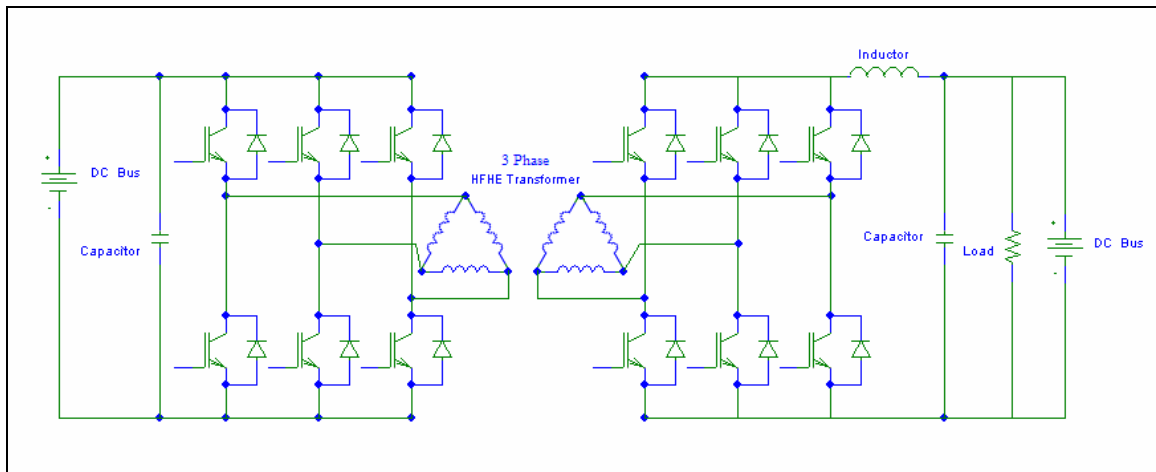 Inductor
3 Phase
HFHE Transformer
+
DC Bus
-
Capacitor
Capacitor
Load
+
DC Bus
-